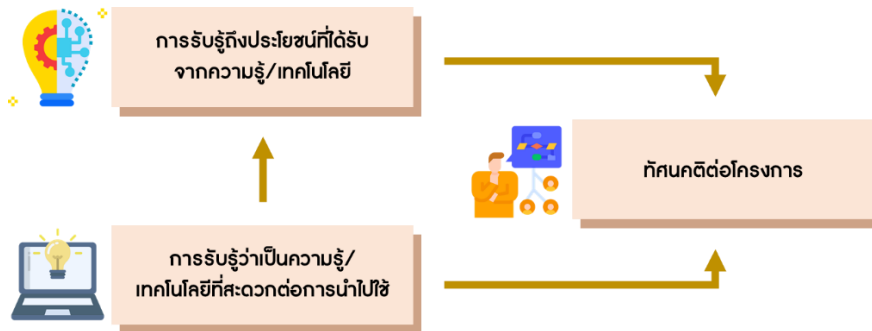 การรับรู้ถึงประโยชน์ที่ได้รับ
จากความรู้/เทคโนโลยี
ทัศนคติต่อโครงการ
การรับรู้ว่าเป็นความรู้/
เทคโนโลยีที่สะดวกต่อการนำไปใช้